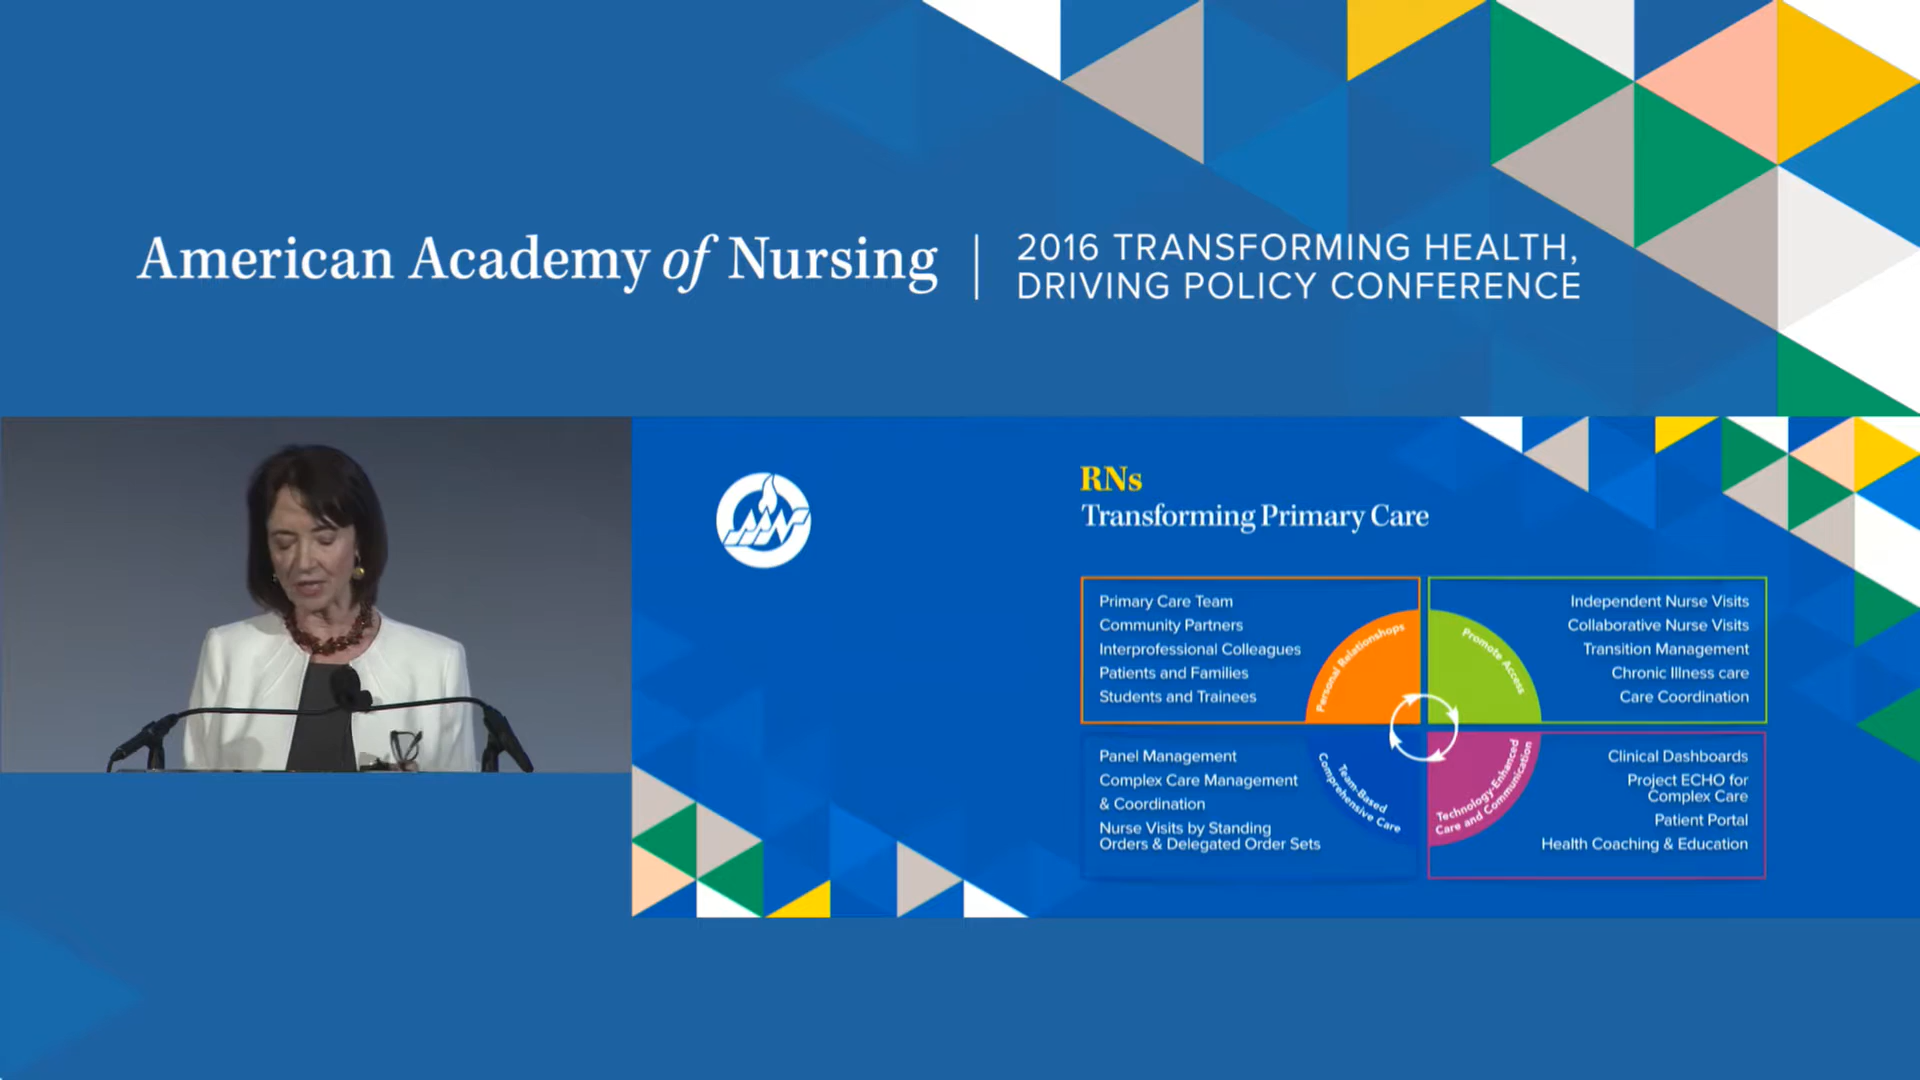 American Academy of Nursing
2016 TRANSFORMING HEALTH,
DRIVING POLICY CONFERENCE
RNs
Transforming Primary Care
Primary Care Team
Community Partners
Interprofessional Colleagues
Patients and Families
Students and Trainees
Personal Relationships
Promote Access
Independent Nurse Visits
Collaborative Nurse Visits
Transition Management
Chronic Illness care
Care Coordination
Panel Management
Complex Care Management
& Coordination
Nurse Visits by Standing
Orders & Delegated Order Sets
Team-Based
Comprehensive Care
Technology-Enhanced
Care and Communication
Clinical Dashboards
Project ECHO for
Complex Care
Patient Portal
Health Coaching & Education